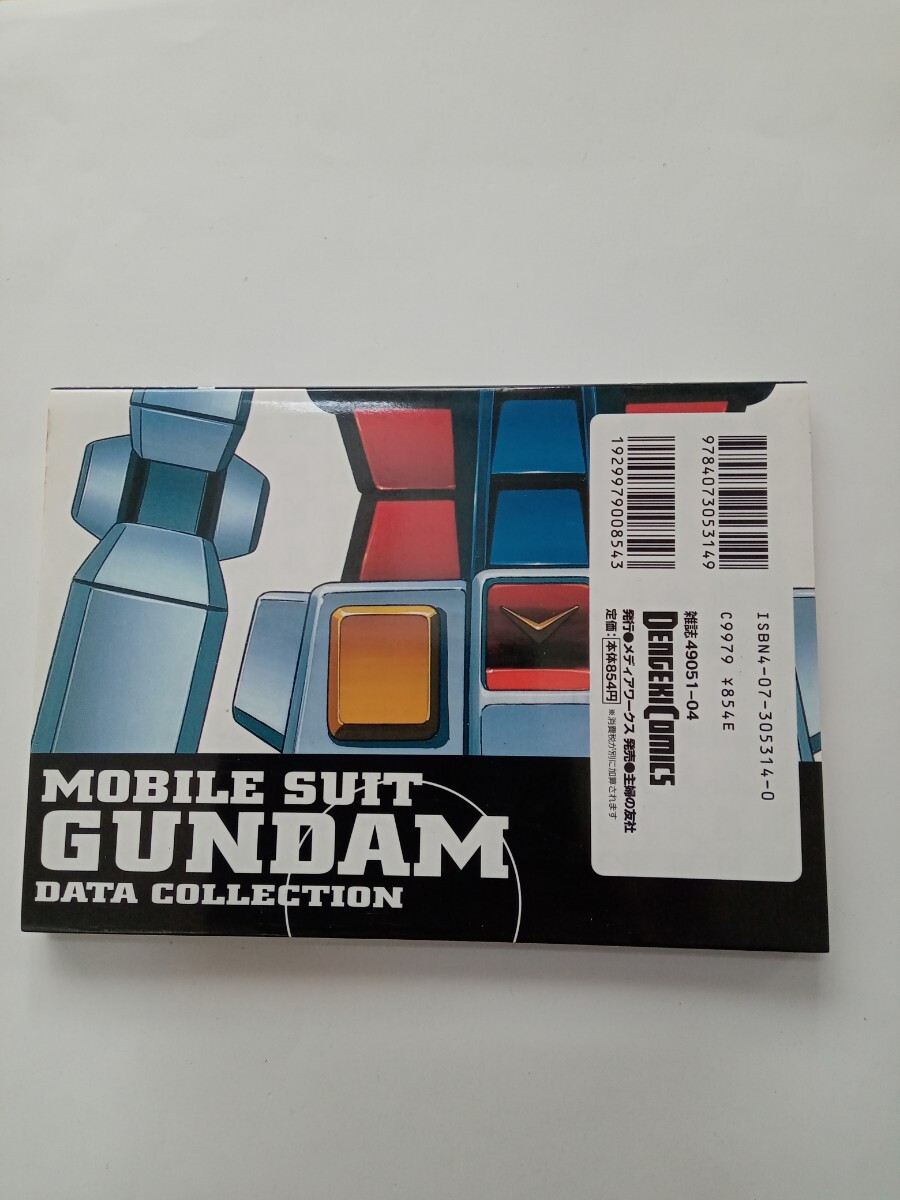 MOBILE SUIT
GUNDAM
DATA COLLECTION
9784073053149
1929979008543
ISBN4-07-305314-0
C9979 ¥854E
雑誌 49051-04
DENGEKI COMICS
発行●メディアワークス 発売●主婦の友社
定価:本体854円 ※消費税が別に加算されます